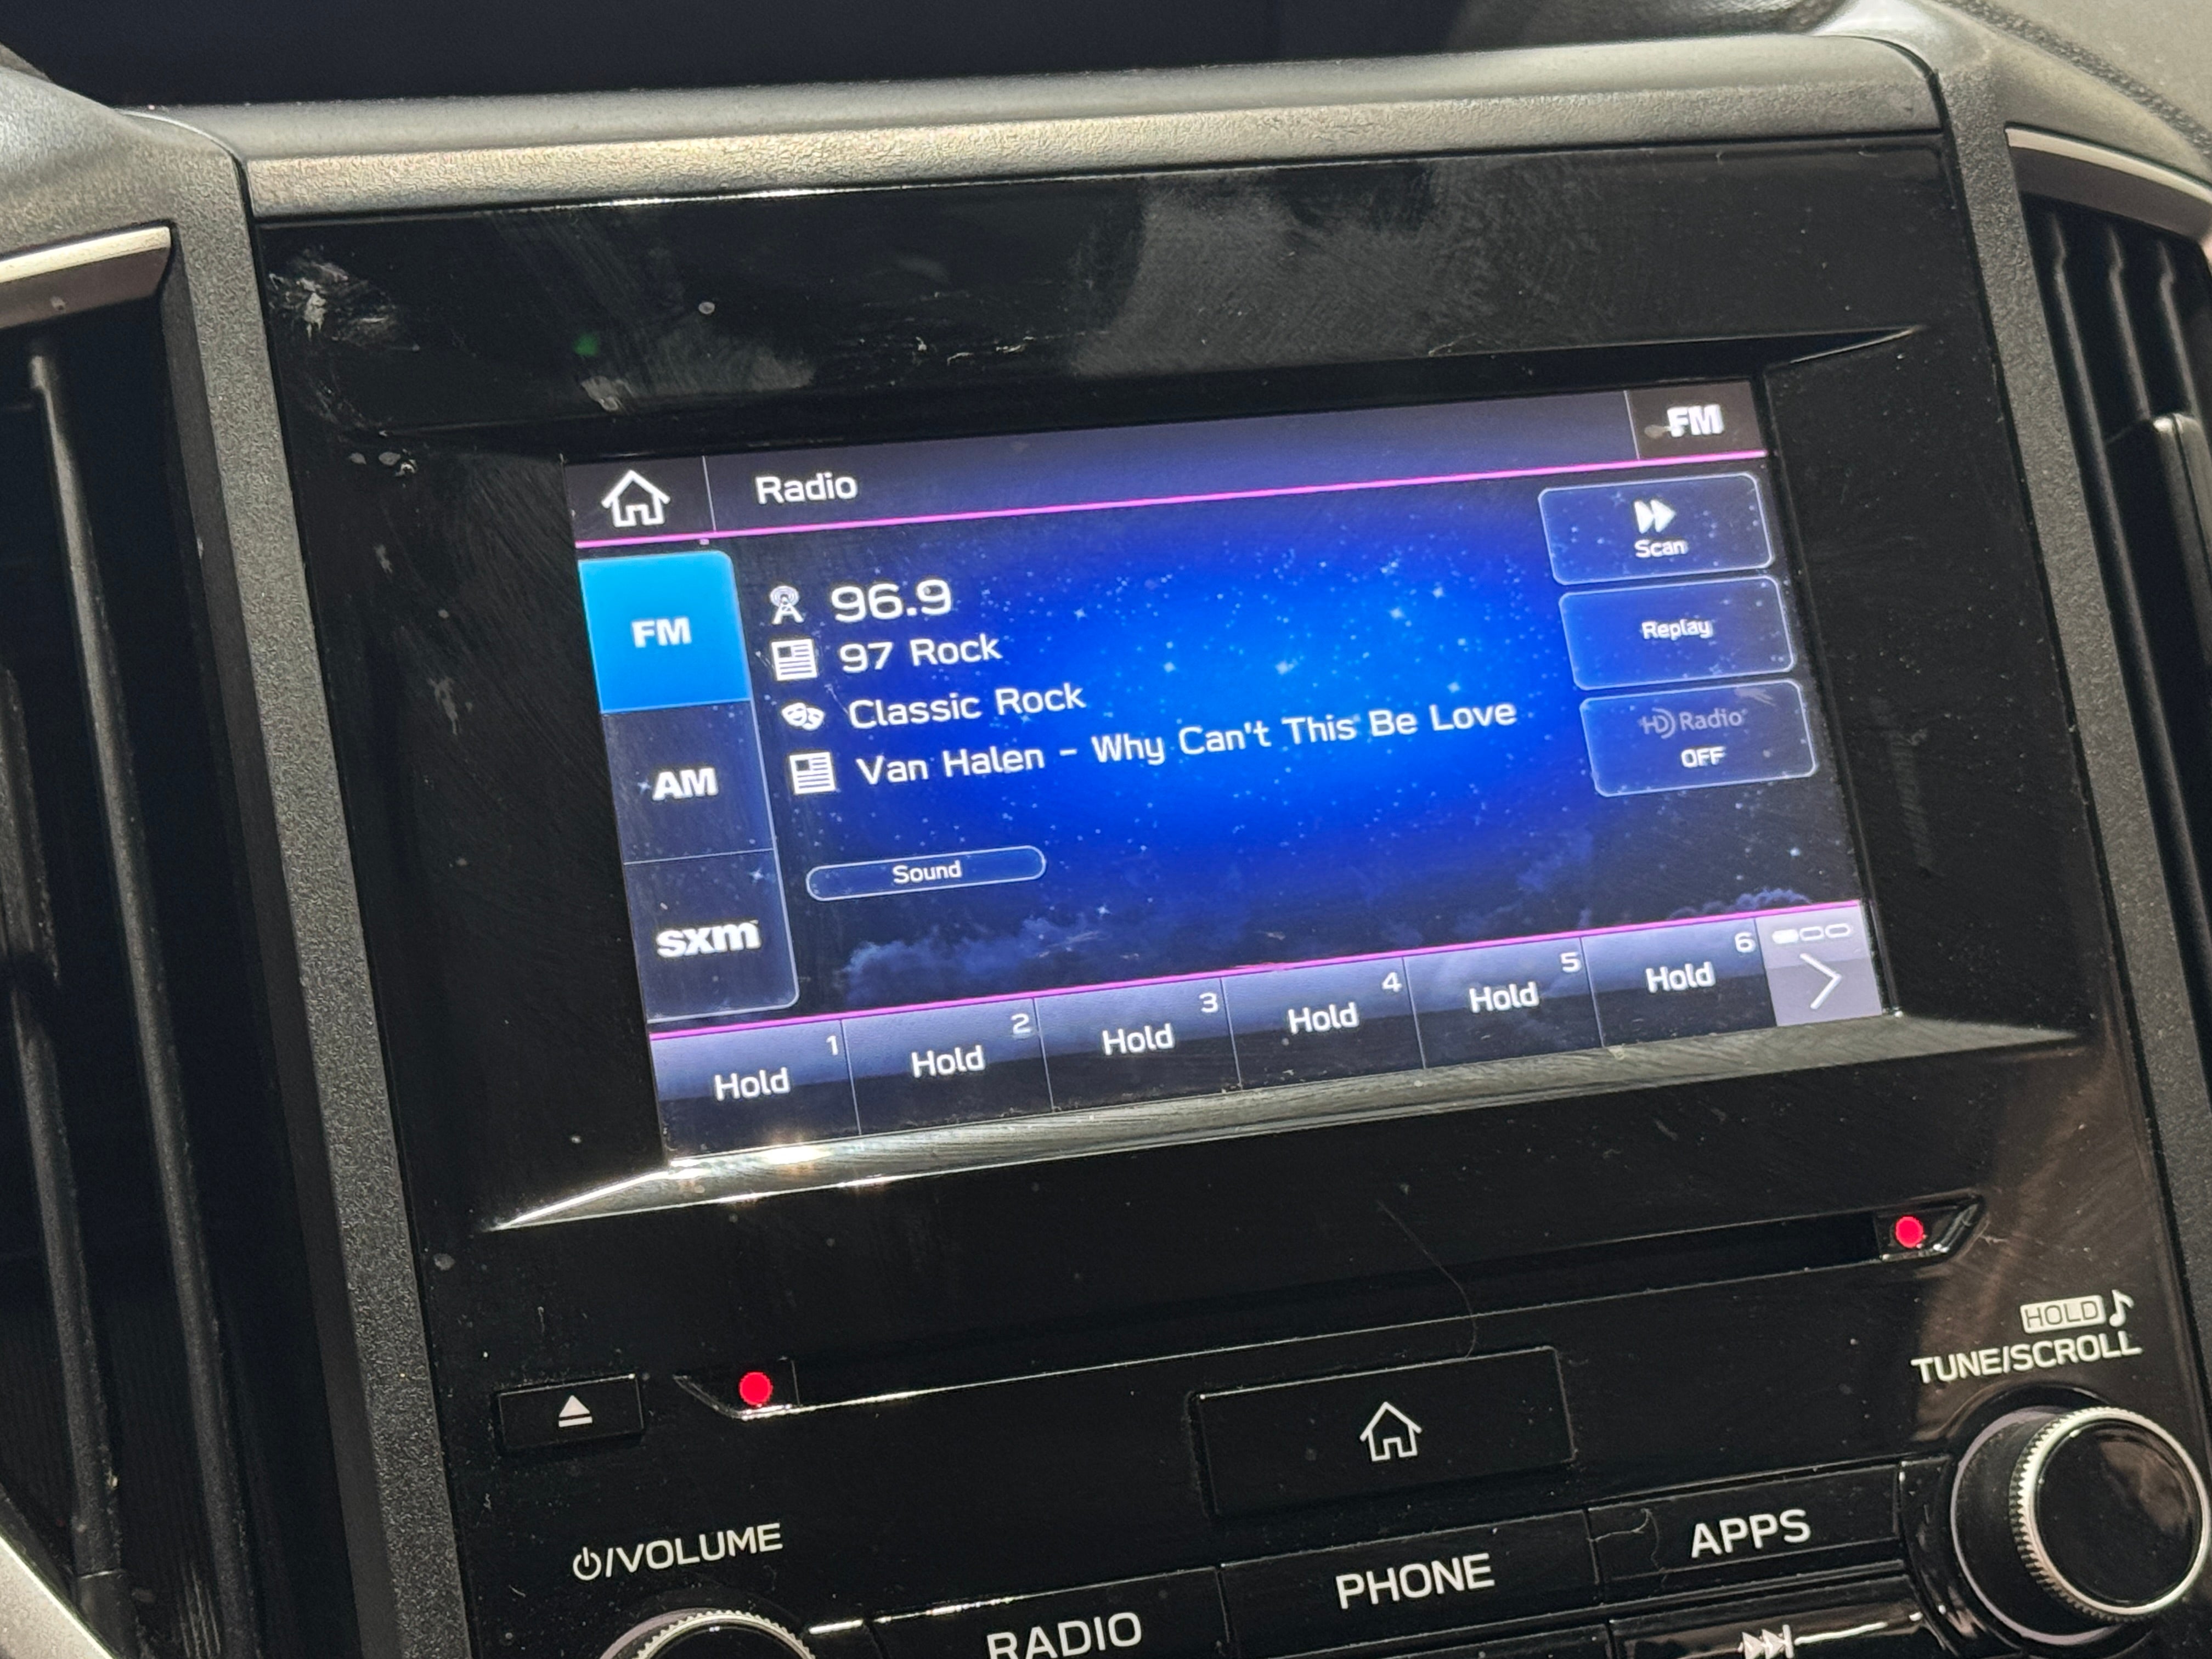 Radio
FM
FM
AM
sxm
96.9
97 Rock
Classic Rock
Van Halen - Why Can't This Be Love
Sound
Scan
Replay
HD Radio
OFF
1 Hold
2 Hold
3 Hold
4 Hold
5 Hold
6 Hold
HOLD
TUNE/SCROLL
/VOLUME
RADIO
PHONE
APPS